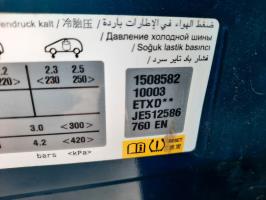 endruck kalt / 冷胎压
ضغط الهواء في الإطارات باردة /
/ Давление холодной шины
/ Soğuk lastik basıncı
/ فشار باد تایر سرد
2.3 2.5
220> <230 250>
3.0 <300>
4.2 <420>
bars <kPa>
1508582
10003
ETXD**
JE512586
760 EN